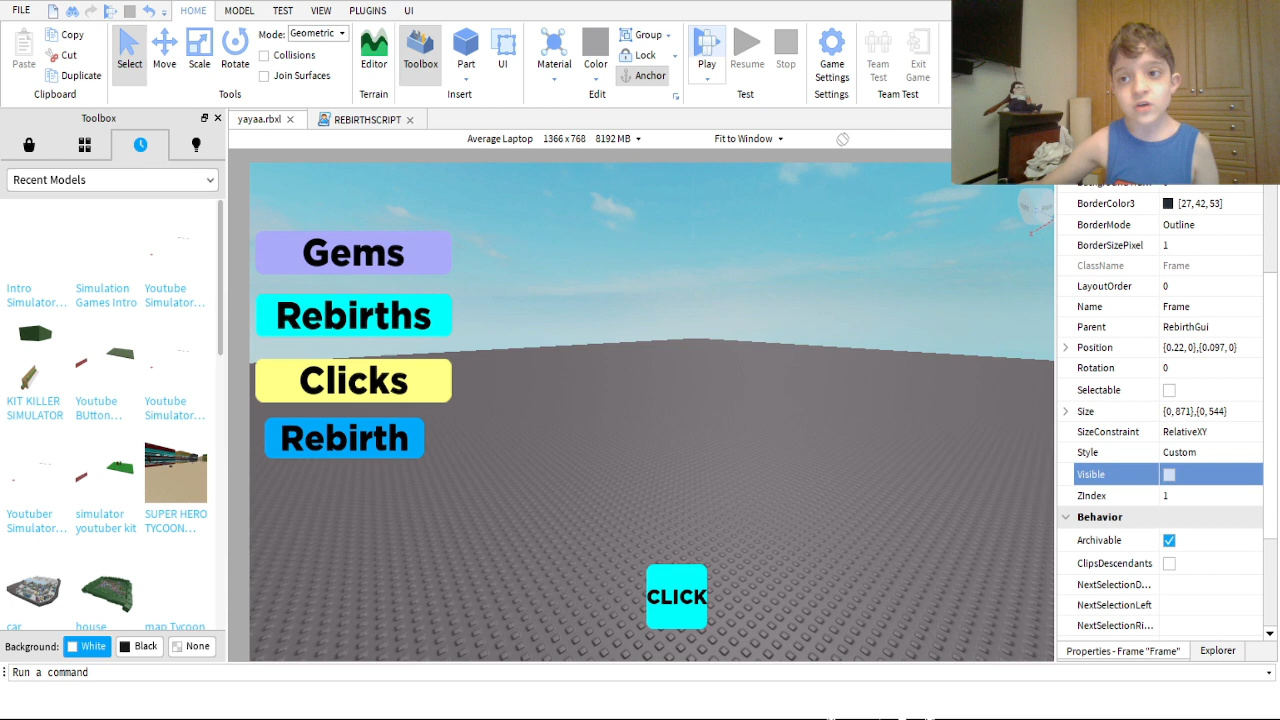 FILE HOME MODEL TEST VIEW PLUGINS UI
Paste Copy Cut Duplicate Clipboard
Select Move Scale Rotate Mode: Geometric Collisions Join Surfaces Tools
Editor Terrain
Toolbox Part UI Insert
Material Color Group Lock Anchor Edit
Play Resume Stop Test
Game Settings Settings
Team Test Exit Game Team Test
Toolbox
yayaa.rbxl REBIRTHSCRIPT
Average Laptop 1366 x 768 8192 MB Fit to Window
Recent Models
Intro Simulator...
Simulation Games Intro
Youtube Simulator...
KIT KILLER SIMULATOR
Youtube BUtton...
Youtube Simulator...
Youtuber Simulator...
simulator youtuber kit
SUPER HERO TYCOON...
car
house
map Tycoon
Background: White Black None
Gems
Rebirths
Clicks
Rebirth
CLICK
BorderColor3 [27, 42, 53]
BorderMode Outline
BorderSizePixel 1
ClassName Frame
LayoutOrder 0
Name Frame
Parent RebirthGui
Position {0.22, 0},{0.097, 0}
Rotation 0
Selectable
Size {0, 871},{0, 544}
SizeConstraint RelativeXY
Style Custom
Visible
ZIndex 1
Behavior
Archivable
ClipsDescendants
NextSelectionD...
NextSelectionLeft
NextSelectionRi...
Properties - Frame "Frame" Explorer
Run a command